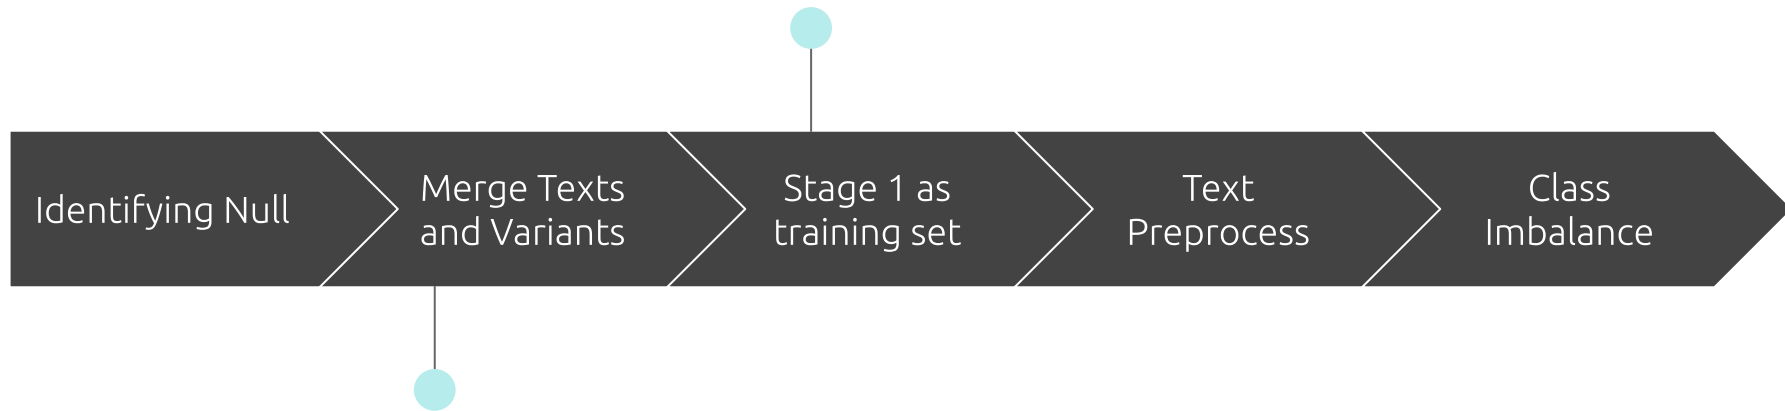 Identifying Null
Merge Texts
and Variants
Stage 1 as
training set
Text
Preprocess
Class
Imbalance